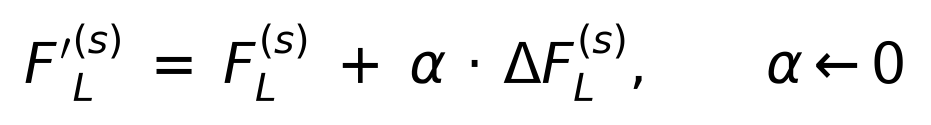 F′_L^(s) = F_L^(s) + α · ΔF_L^(s), α ← 0